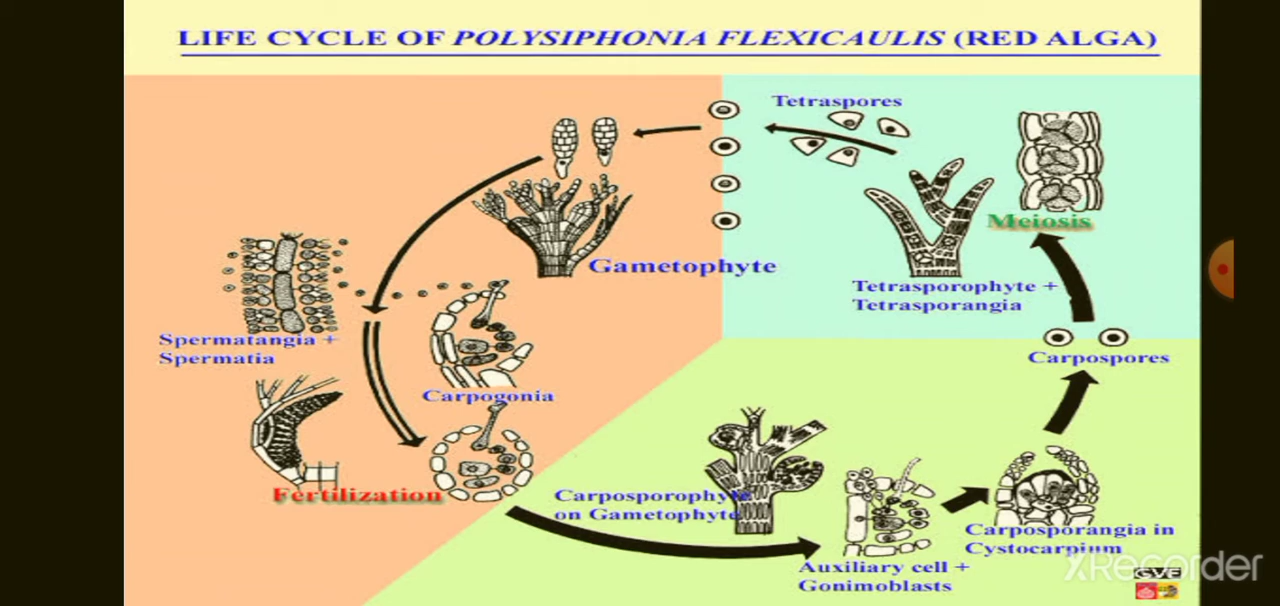 LIFE CYCLE OF POLYSIPHONIA FLEXICAULIS (RED ALGA)
Tetraspores
Meiosis
Gametophyte
Tetrasporophyte +
Tetrasporangia
Spermatangia +
Spermatia
Carpospores
Carpogonia
Fertilization
Carposporophyte
on Gametophyte
Carposporangia in
Cystocarpium
Auxiliary cell +
Gonimoblasts
XRecorder
GVE